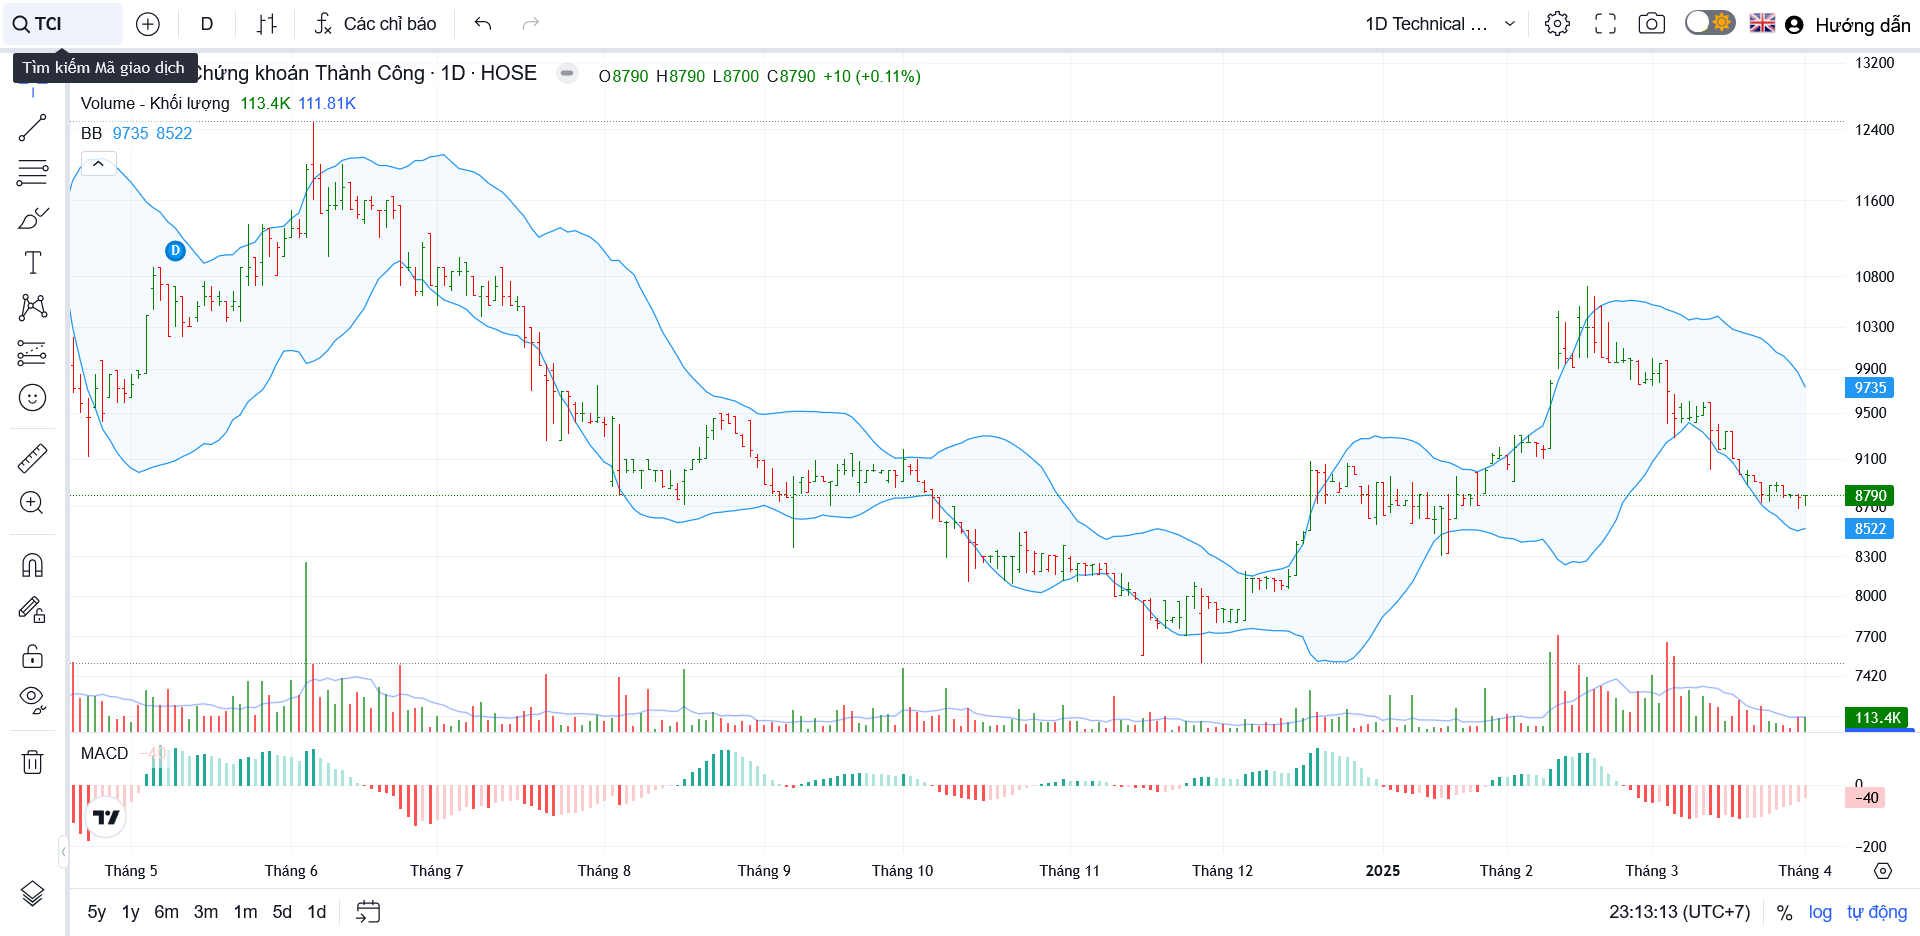 TCI
D
Các chỉ báo
1D Technical ...
Hướng dẫn
Tìm kiếm Mã giao dịch
Chứng khoán Thành Công · 1D · HOSE
O8790 H8790 L8700 C8790 +10 (+0.11%)
Volume - Khối lượng 113.4K 111.81K
BB 9735 8522
D
13200
12400
11600
10800
10300
9900
9735
9500
9100
8790
8700
8522
8300
8000
7700
7420
113.4K
MACD −40
0
−40
−200
Tháng 5 Tháng 6 Tháng 7 Tháng 8 Tháng 9 Tháng 10 Tháng 11 Tháng 12 2025 Tháng 2 Tháng 3 Tháng 4
5y 1y 6m 3m 1m 5d 1d
23:13:13 (UTC+7) % log tự động